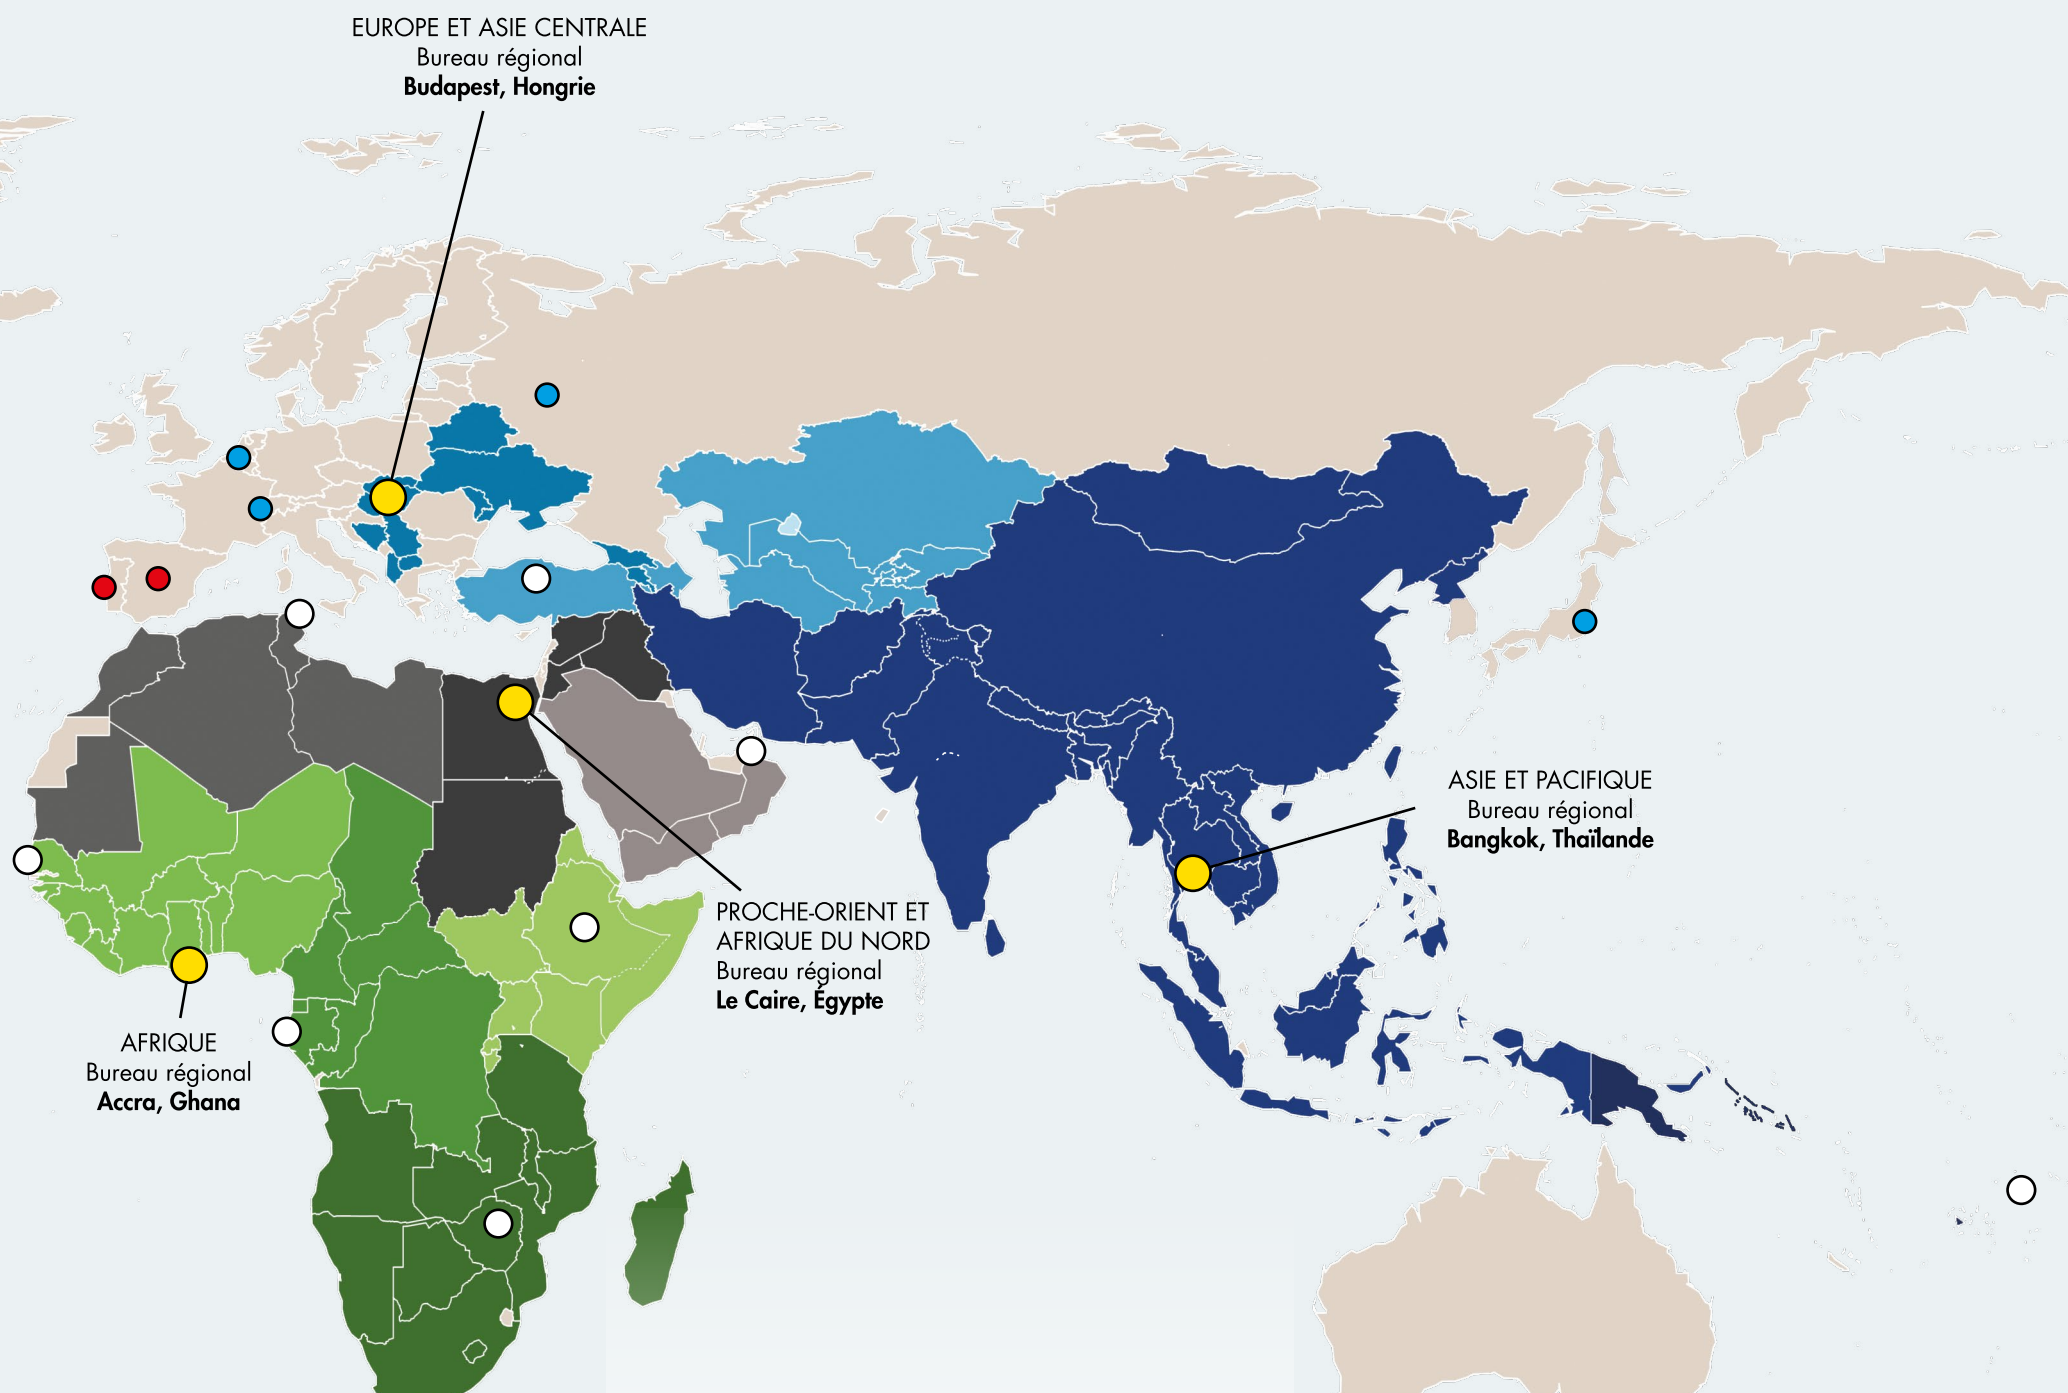 EUROPE ET ASIE CENTRALE
Bureau régional
Budapest, Hongrie
ASIE ET PACIFIQUE
Bureau régional
Bangkok, Thaïlande
PROCHE-ORIENT ET
AFRIQUE DU NORD
Bureau régional
Le Caire, Égypte
AFRIQUE
Bureau régional
Accra, Ghana